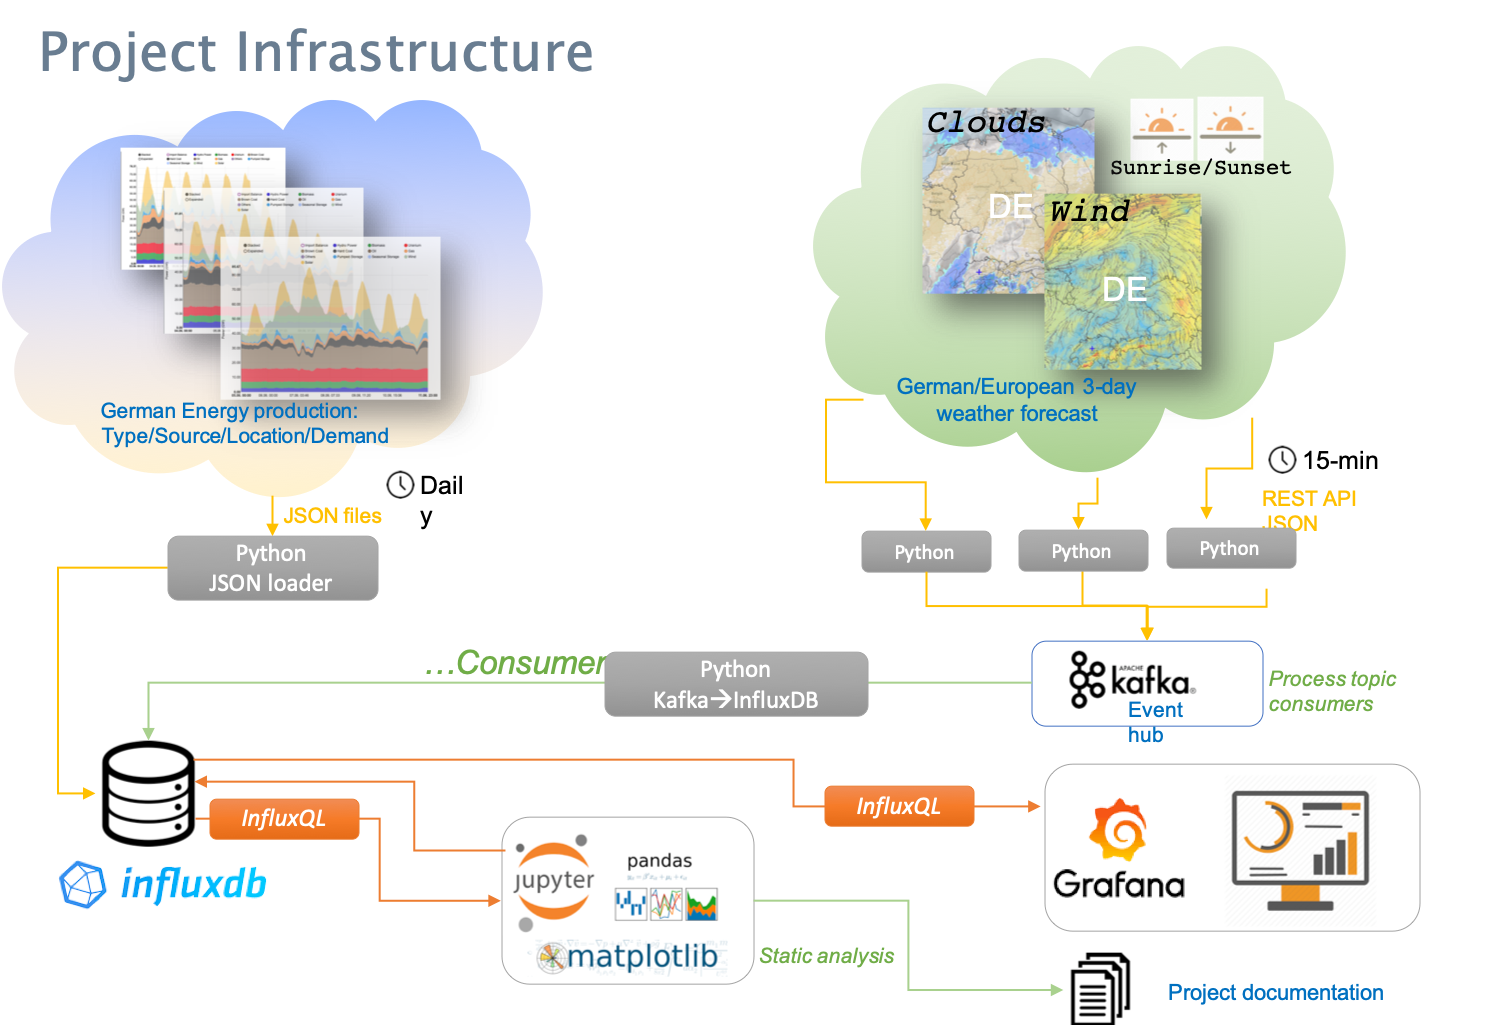 Project Infrastructure
Clouds
DE
Sunrise/Sunset
Wind
DE
German Energy production:
Type/Source/Location/Demand
German/European 3-day
weather forecast
Dail
y
15-min
JSON files
REST API
JSON
Python
JSON loader
Python
Python
Python
...Consumer
Python
Kafka→InfluxDB
APACHE
kafka®
Event
hub
Process topic
consumers
InfluxQL
InfluxQL
influxdb
jupyter
pandas
matplotlib
Static analysis
Grafana
Project documentation